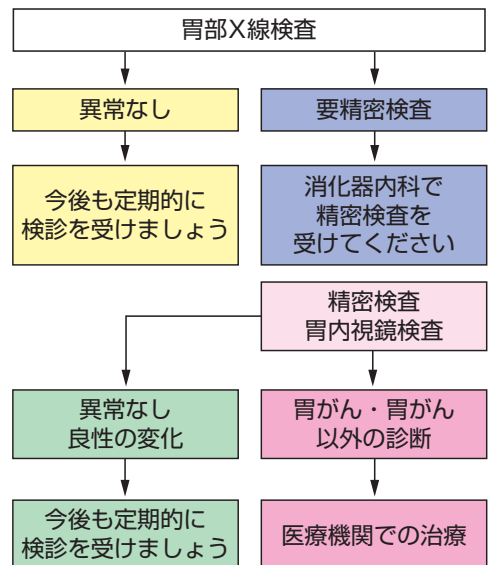 胃部X線検査
異常なし
要精密検査
今後も定期的に
検診を受けましょう
消化器内科で
精密検査を
受けてください
精密検査
胃内視鏡検査
異常なし
良性の変化
胃がん・胃がん
以外の診断
今後も定期的に
検診を受けましょう
医療機関での治療